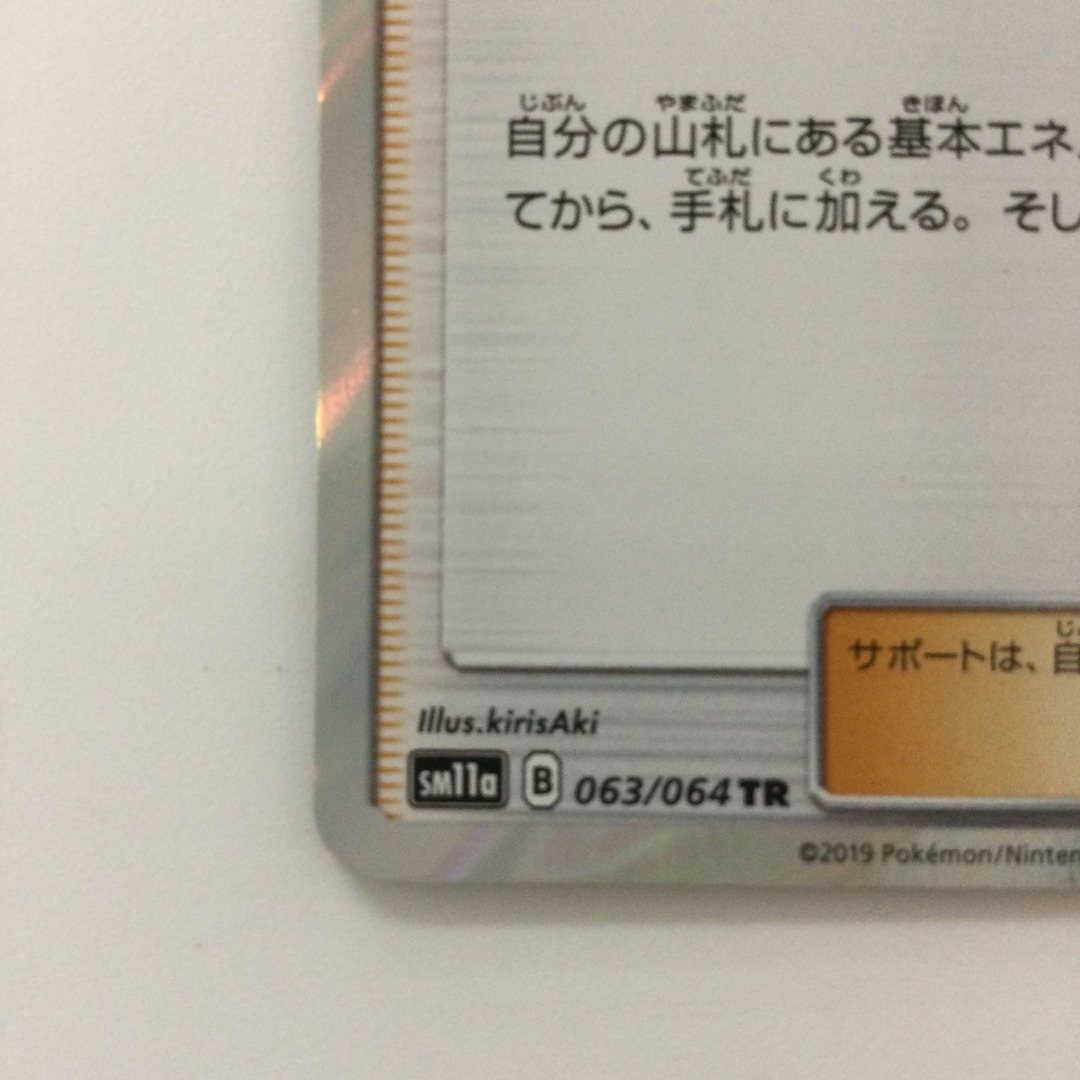 じぶん やまふだ きほん
自分の山札にある基本エネ
てふだ くわ
てから、手札に加える。そし
じ
サポートは、自
Illus.kirisAki
SM11a B 063/064 TR
©2019 Pokémon/Ninten